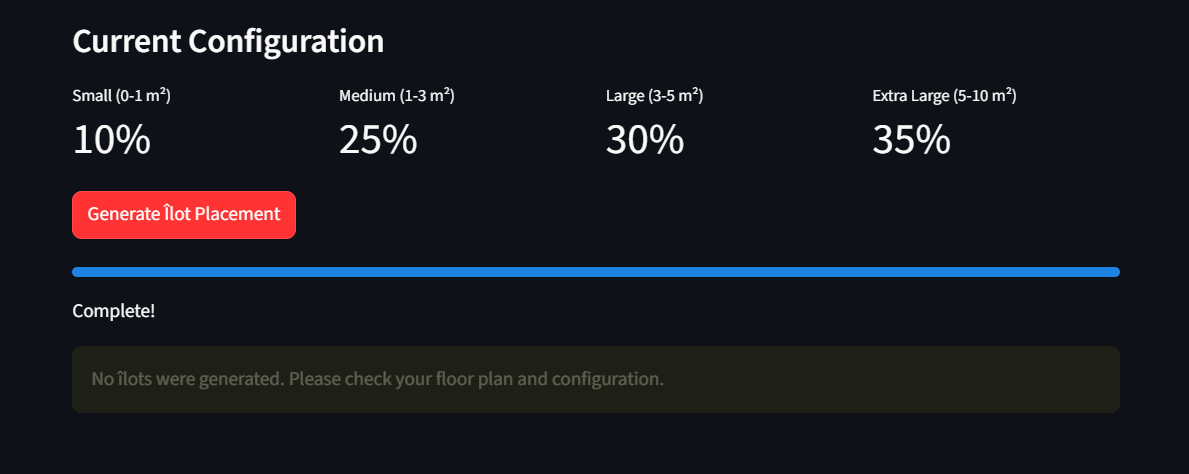 Current Configuration
Small (0-1 m²)
10%
Medium (1-3 m²)
25%
Large (3-5 m²)
30%
Extra Large (5-10 m²)
35%
Generate Îlot Placement
Complete!
No îlots were generated. Please check your floor plan and configuration.